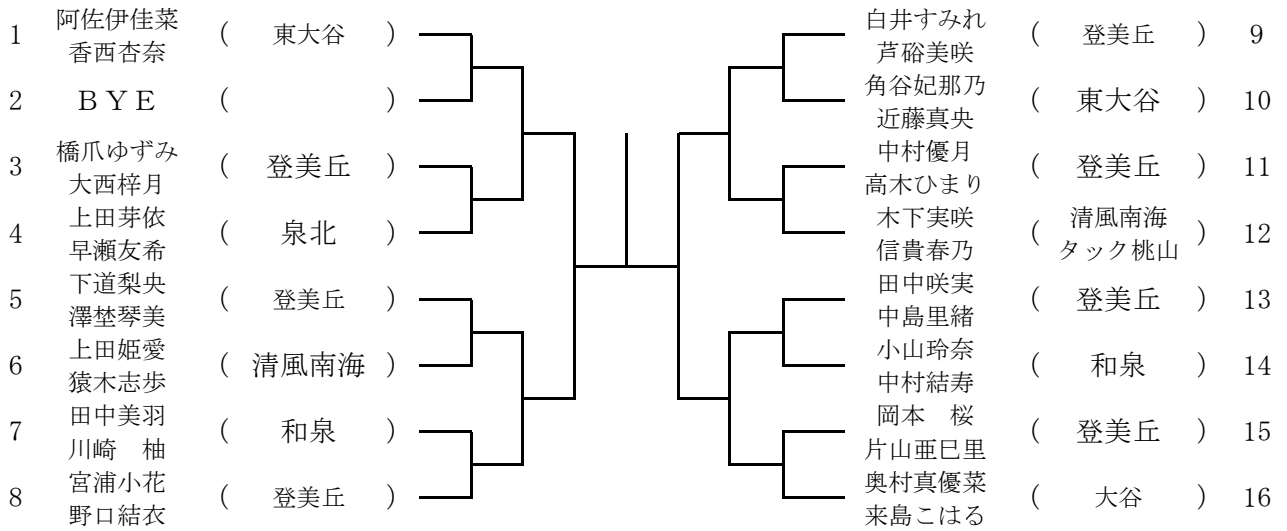 1 阿佐伊佳菜 香西杏奈 ( 東大谷 )
2 ＢＹＥ ( )
3 橋爪ゆずみ 大西梓月 ( 登美丘 )
4 上田芽依 早瀬友希 ( 泉北 )
5 下道梨央 澤埜琴美 ( 登美丘 )
6 上田姫愛 猿木志歩 ( 清風南海 )
7 田中美羽 川崎　柚 ( 和泉 )
8 宮浦小花 野口結衣 ( 登美丘 )
白井すみれ 芦硲美咲 ( 登美丘 ) 9
角谷妃那乃 近藤真央 ( 東大谷 ) 10
中村優月 高木ひまり ( 登美丘 ) 11
木下実咲 信貴春乃 ( 清風南海 タック桃山 ) 12
田中咲実 中島里緒 ( 登美丘 ) 13
小山玲奈 中村結寿 ( 和泉 ) 14
岡本　桜 片山亜巳里 ( 登美丘 ) 15
奥村真優菜 来島こはる ( 大谷 ) 16